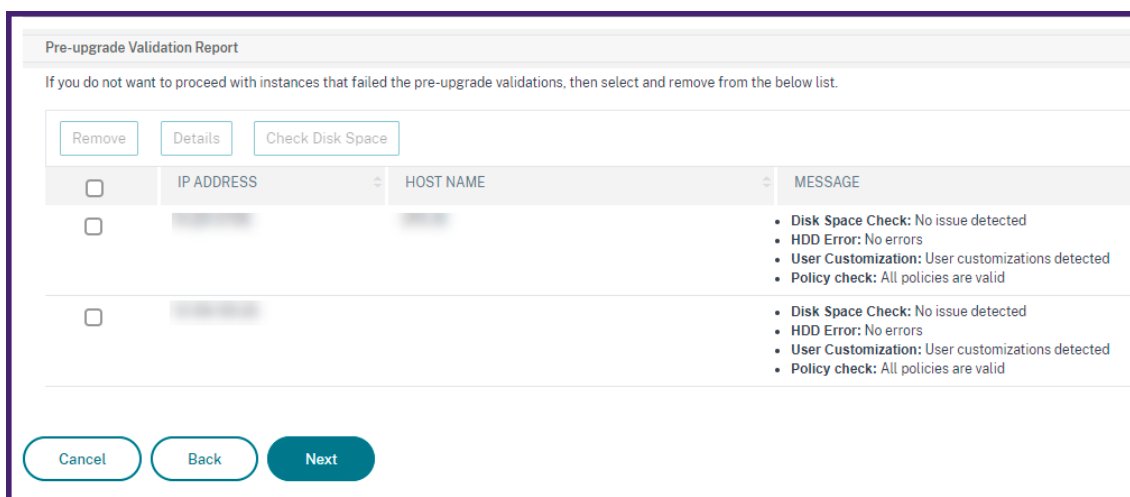 Pre-upgrade Validation Report
If you do not want to proceed with instances that failed the pre-upgrade validations, then select and remove from the below list.
Remove Details Check Disk Space
IP ADDRESS HOST NAME MESSAGE
Disk Space Check: No issue detected
HDD Error: No errors
User Customization: User customizations detected
Policy check: All policies are valid
Disk Space Check: No issue detected
HDD Error: No errors
User Customization: User customizations detected
Policy check: All policies are valid
Cancel Back Next